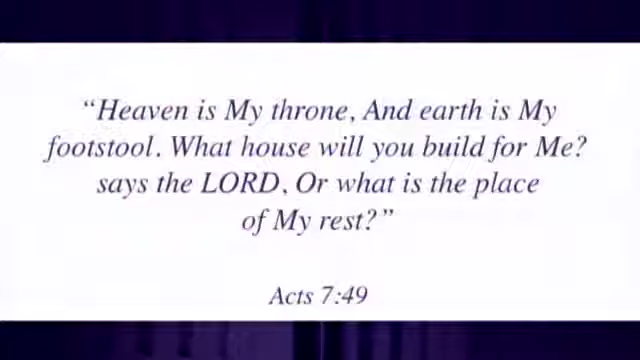 “Heaven is My throne, And earth is My
footstool. What house will you build for Me?
says the LORD, Or what is the place
of My rest?”
Acts 7:49